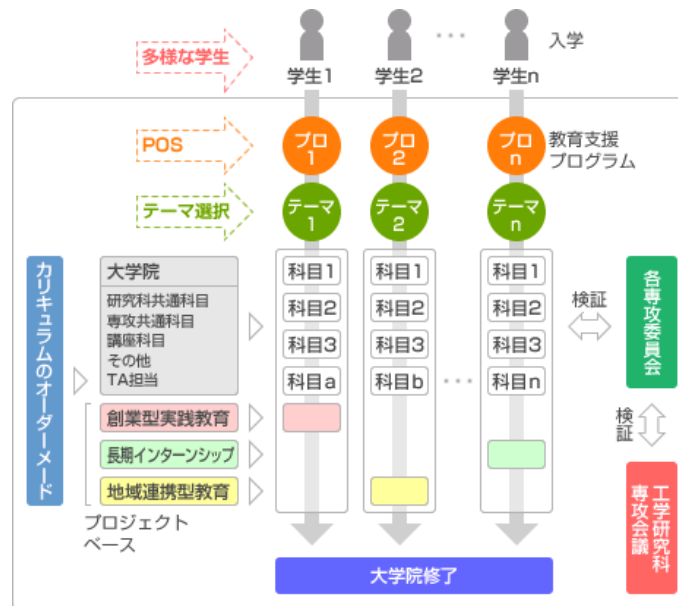 多様な学生
学生1
学生2
学生n
入学
POS
プロ
1
プロ
2
プロ
n
教育支援
プログラム
テーマ選択
テーマ
1
テーマ
2
テーマ
n
カリキュラムのオーダーメード
大学院
研究科共通科目
専攻共通科目
講座科目
その他
TA担当
創業型実践教育
長期インターンシップ
地域連携型教育
プロジェクト
ベース
科目1
科目2
科目3
科目a
科目1
科目2
科目3
科目b
科目1
科目2
科目3
科目n
検証
各専攻委員会
検証
工学研究科
専攻会議
大学院修了